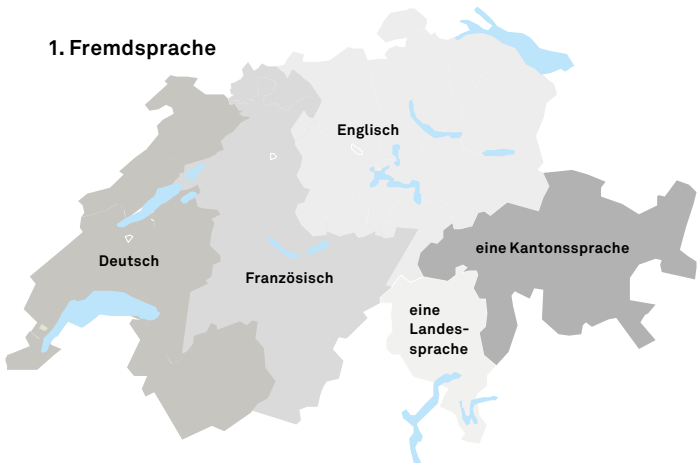 1. Fremdsprache
Englisch
eine Kantonssprache
Deutsch
Französisch
eine
Landes-
sprache